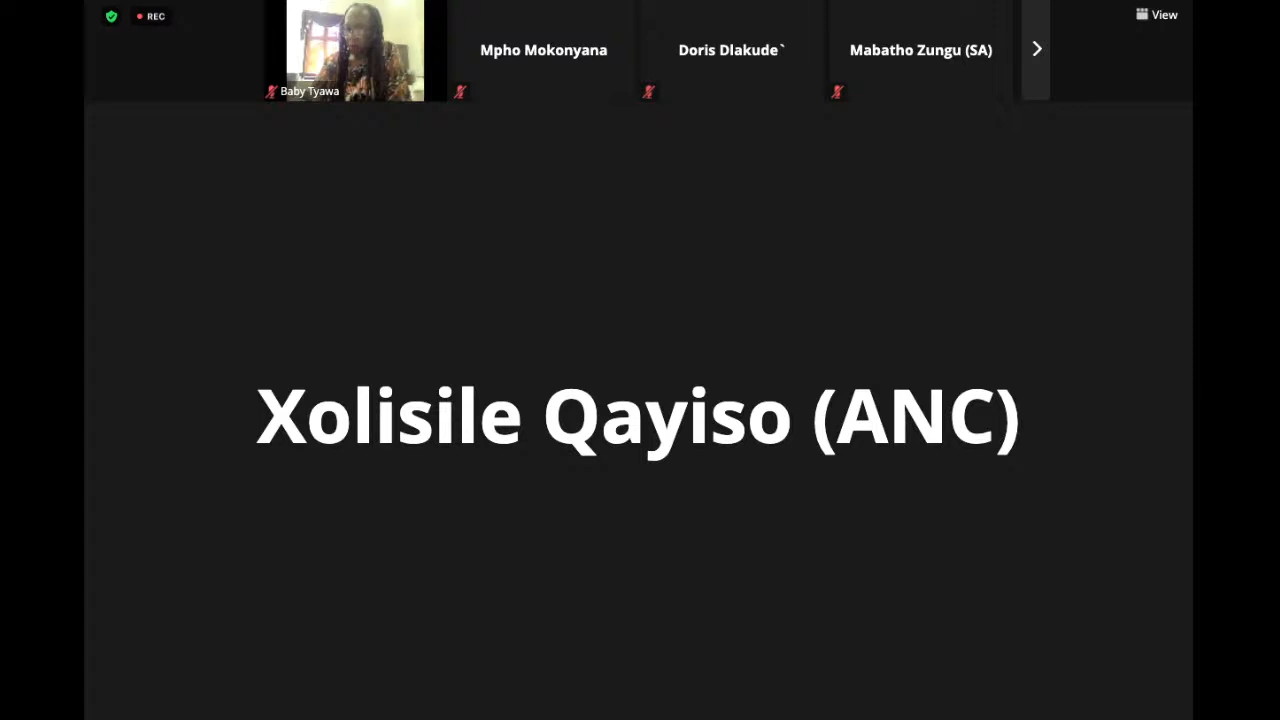 REC
View
Mpho Mokonyana
Doris Dlakude`
Mabatho Zungu (SA)
Baby Tyawa
Xolisile Qayiso (ANC)